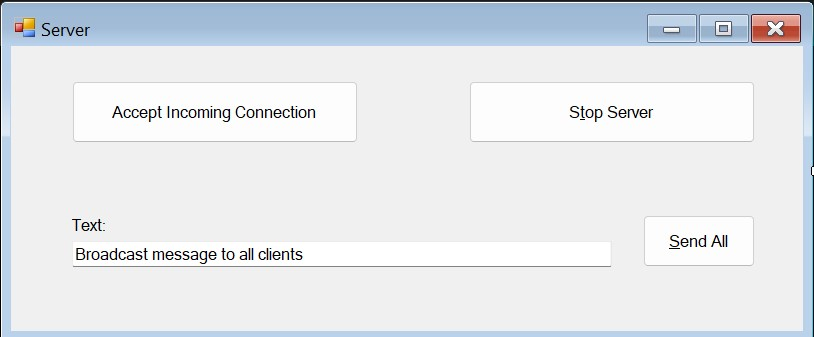 Server
Accept Incoming Connection
Stop Server
Text:
Send All
Broadcast message to all clients